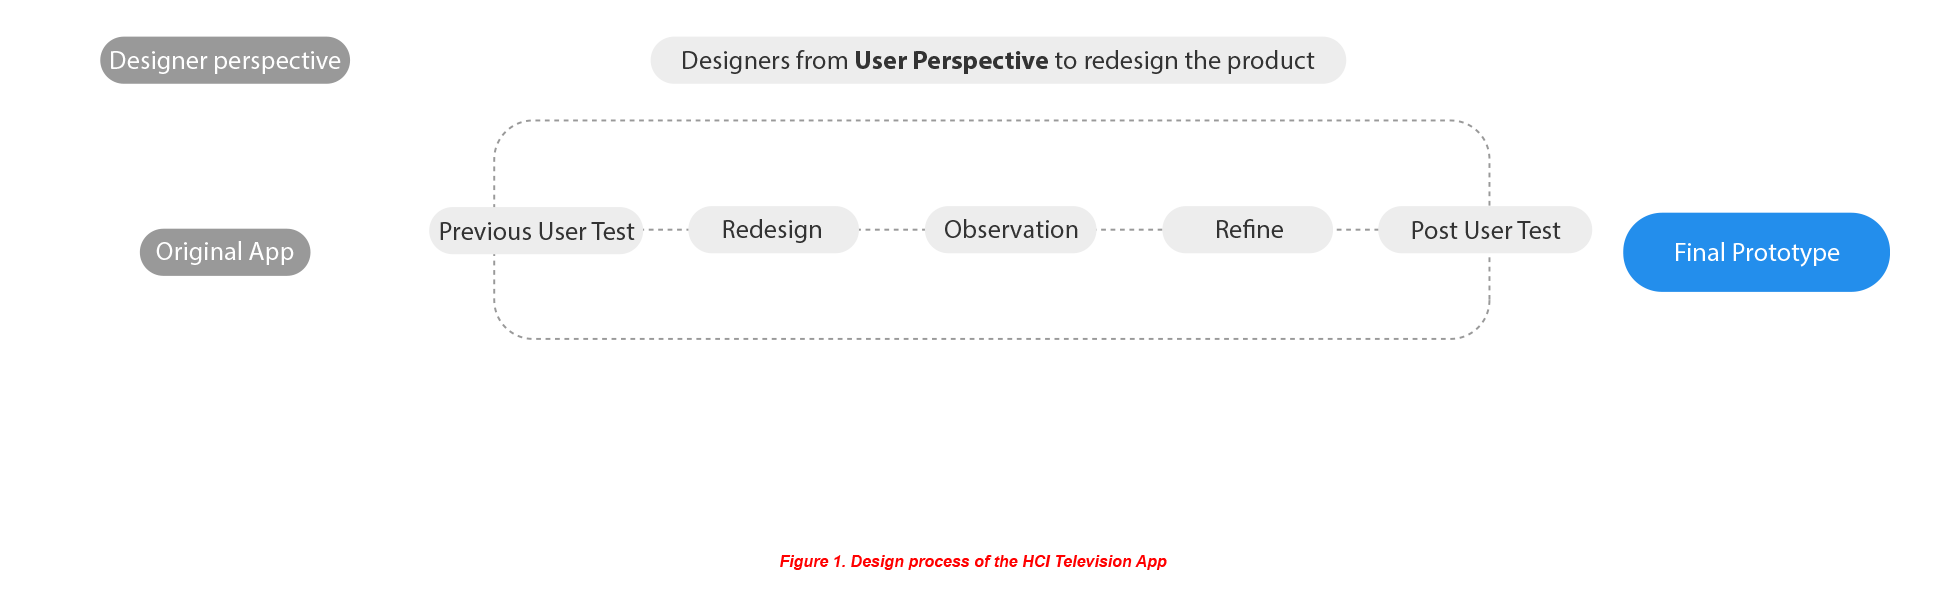 Designer perspective
Designers from User Perspective to redesign the product
Original App
Previous User Test
Redesign
Observation
Refine
Post User Test
Final Prototype
Figure 1. Design process of the HCI Television App